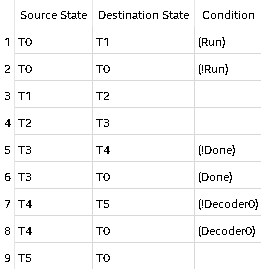 Source State Destination State Condition
1 T0 T1 (Run)
2 T0 T0 (!Run)
3 T1 T2
4 T2 T3
5 T3 T4 (!Done)
6 T3 T0 (Done)
7 T4 T5 (!Decoder0)
8 T4 T0 (Decoder0)
9 T5 T0